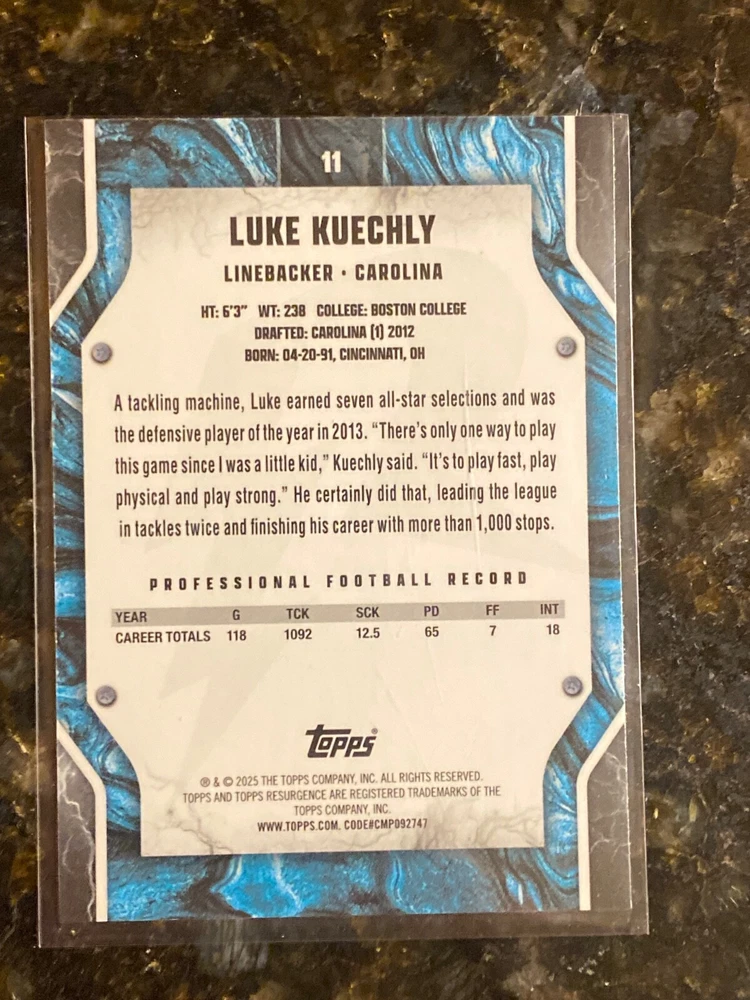 11
LUKE KUECHLY
LINEBACKER • CAROLINA
HT: 6'3" WT: 238 COLLEGE: BOSTON COLLEGE
DRAFTED: CAROLINA (1) 2012
BORN: 04-20-91, CINCINNATI, OH
A tackling machine, Luke earned seven all-star selections and was
the defensive player of the year in 2013. “There's only one way to play
this game since I was a little kid,” Kuechly said. “It's to play fast, play
physical and play strong.” He certainly did that, leading the league
in tackles twice and finishing his career with more than 1,000 stops.
PROFESSIONAL FOOTBALL RECORD
YEAR G TCK SCK PD FF INT
CAREER TOTALS 118 1092 12.5 65 7 18
topps®
® & © 2025 THE TOPPS COMPANY, INC. ALL RIGHTS RESERVED.
TOPPS AND TOPPS RESURGENCE ARE REGISTERED TRADEMARKS OF THE
TOPPS COMPANY, INC.
WWW.TOPPS.COM. CODE#CMP092747